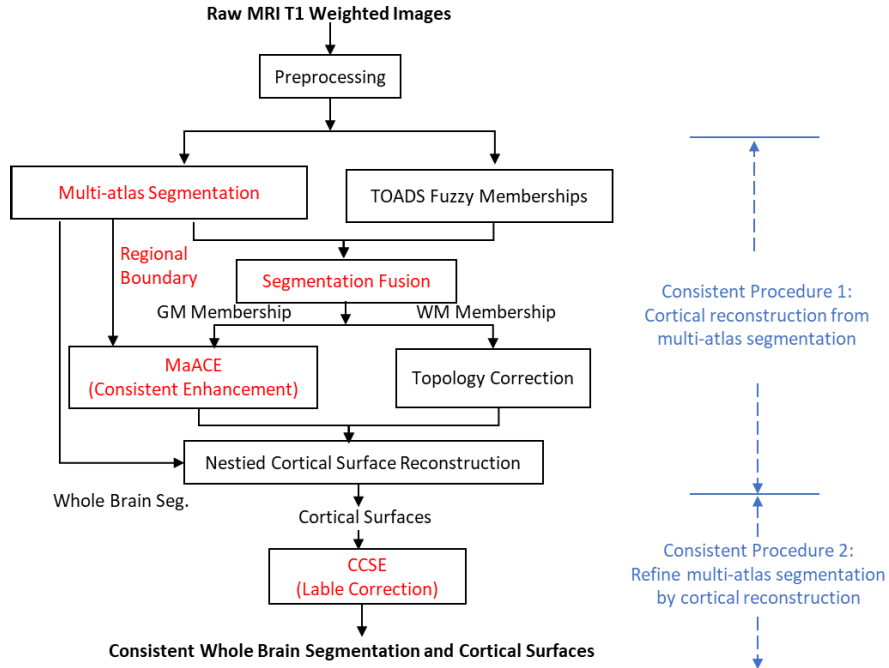 Raw MRI T1 Weighted Images
Preprocessing
Multi-atlas Segmentation
TOADS Fuzzy Memberships
Regional
Boundary
Segmentation Fusion
GM Membership
WM Membership
MaACE
(Consistent Enhancement)
Topology Correction
Nestied Cortical Surface Reconstruction
Whole Brain Seg.
Cortical Surfaces
CCSE
(Lable Correction)
Consistent Whole Brain Segmentation and Cortical Surfaces
Consistent Procedure 1:
Cortical reconstruction from
multi-atlas segmentation
Consistent Procedure 2:
Refine multi-atlas segmentation
by cortical reconstruction